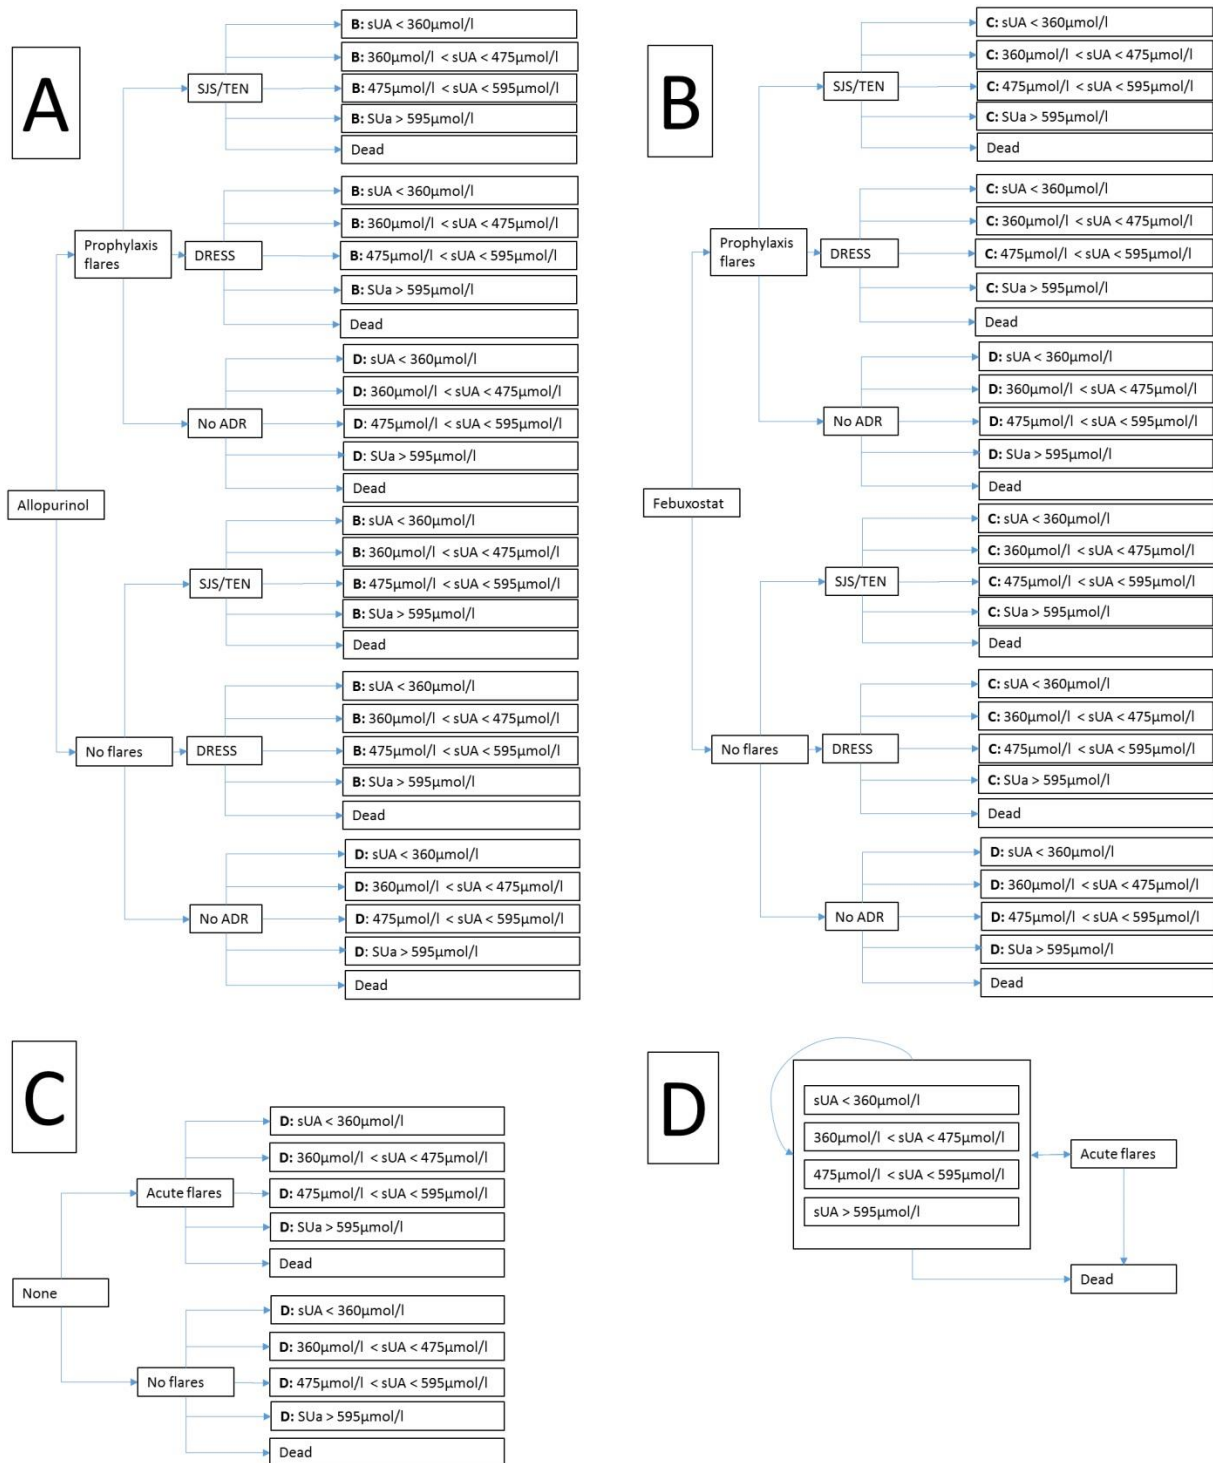 A
Allopurinol
Prophylaxis
flares
SJS/TEN
B: sUA < 360µmol/l
B: 360µmol/l < sUA < 475µmol/l
B: 475µmol/l < sUA < 595µmol/l
B: SUa > 595µmol/l
Dead
DRESS
B: sUA < 360µmol/l
B: 360µmol/l < sUA < 475µmol/l
B: 475µmol/l < sUA < 595µmol/l
B: SUa > 595µmol/l
Dead
No ADR
D: sUA < 360µmol/l
D: 360µmol/l < sUA < 475µmol/l
D: 475µmol/l < sUA < 595µmol/l
D: SUa > 595µmol/l
Dead
No flares
SJS/TEN
B: sUA < 360µmol/l
B: 360µmol/l < sUA < 475µmol/l
B: 475µmol/l < sUA < 595µmol/l
B: SUa > 595µmol/l
Dead
DRESS
B: sUA < 360µmol/l
B: 360µmol/l < sUA < 475µmol/l
B: 475µmol/l < sUA < 595µmol/l
B: SUa > 595µmol/l
Dead
No ADR
D: sUA < 360µmol/l
D: 360µmol/l < sUA < 475µmol/l
D: 475µmol/l < sUA < 595µmol/l
D: SUa > 595µmol/l
Dead
B
Febuxostat
Prophylaxis
flares
SJS/TEN
C: sUA < 360µmol/l
C: 360µmol/l < sUA < 475µmol/l
C: 475µmol/l < sUA < 595µmol/l
C: SUa > 595µmol/l
Dead
DRESS
C: sUA < 360µmol/l
C: 360µmol/l < sUA < 475µmol/l
C: 475µmol/l < sUA < 595µmol/l
C: SUa > 595µmol/l
Dead
No ADR
D: sUA < 360µmol/l
D: 360µmol/l < sUA < 475µmol/l
D: 475µmol/l < sUA < 595µmol/l
D: SUa > 595µmol/l
Dead
No flares
SJS/TEN
C: sUA < 360µmol/l
C: 360µmol/l < sUA < 475µmol/l
C: 475µmol/l < sUA < 595µmol/l
C: SUa > 595µmol/l
Dead
DRESS
C: sUA < 360µmol/l
C: 360µmol/l < sUA < 475µmol/l
C: 475µmol/l < sUA < 595µmol/l
C: SUa > 595µmol/l
Dead
No ADR
D: sUA < 360µmol/l
D: 360µmol/l < sUA < 475µmol/l
D: 475µmol/l < sUA < 595µmol/l
D: SUa > 595µmol/l
Dead
C
None
Acute flares
D: sUA < 360µmol/l
D: 360µmol/l < sUA < 475µmol/l
D: 475µmol/l < sUA < 595µmol/l
D: SUa > 595µmol/l
Dead
No flares
D: sUA < 360µmol/l
D: 360µmol/l < sUA < 475µmol/l
D: 475µmol/l < sUA < 595µmol/l
D: SUa > 595µmol/l
Dead
D
sUA < 360µmol/l
360µmol/l < sUA < 475µmol/l
475µmol/l < sUA < 595µmol/l
sUA > 595µmol/l
Acute flares
Dead